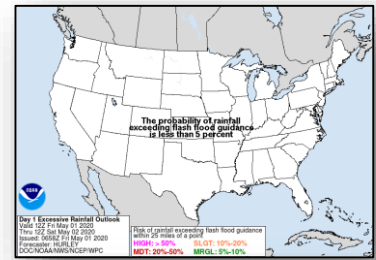 The probability of rainfall
exceeding flash flood guidance
is less than 5 percent
NOAA
Day 1 Excessive Rainfall Outlook
Valid 12Z Fri May 01 2020
Thru 12Z Sat May 02 2020
Issued: 0658Z Fri May 01 2020
Forecaster: HURLEY
DOC/NOAA/NWS/NCEP/WPC
Risk of rainfall exceeding flash flood guidance
within 25 miles of a point
HIGH: > 50% SLGT: 10%-20%
MDT: 20%-50% MRGL: 5%-10%